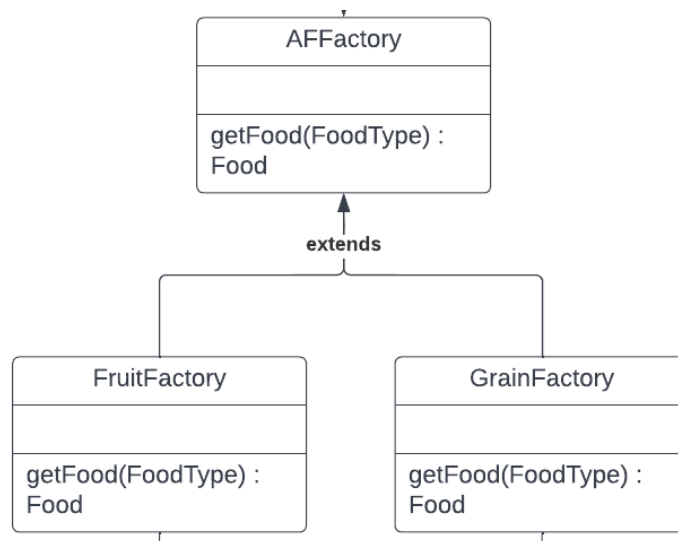 AFFactory
getFood(FoodType) :
Food
extends
FruitFactory
getFood(FoodType) :
Food
GrainFactory
getFood(FoodType) :
Food